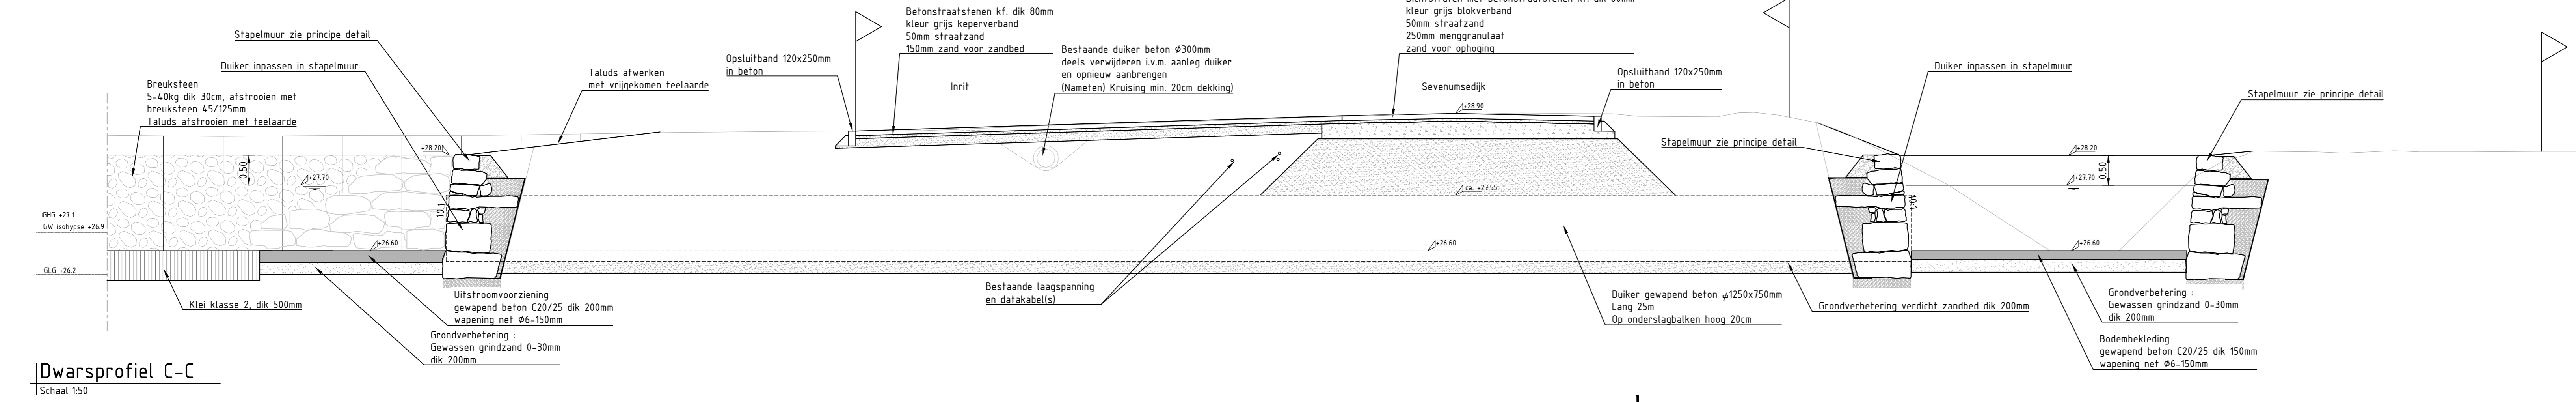 Stapelmuur zie principe detail
Duiker inpassen in stapelmuur
Breuksteen
5-40kg dik 30cm, afstrooien met
breuksteen 45/125mm
Taluds afstrooien met teelaarde
Taluds afwerken
met vrijgekomen teelaarde
Opsluitband 120x250mm
in beton
Betonstraatstenen kf. dik 80mm
kleur grijs keperverband
50mm straatzand
150mm zand voor zandbed
Bestaande duiker beton Ø300mm
deels verwijderen i.v.m. aanleg duiker
en opnieuw aanbrengen
(Nameten) Kruising min. 20cm dekking)
Inrit
kleur grijs blokverband
50mm straatzand
250mm menggranulaat
zand voor ophoging
Sevenumsedijk
Opsluitband 120x250mm
in beton
Duiker inpassen in stapelmuur
Stapelmuur zie principe detail
Stapelmuur zie principe detail
+28.90
+28.20
0.50
+27.70
10:1
ca. +27.55
+28.20
+27.70
0.50
10:1
GHG +27.1
GW isohypse +26.9
GLG +26.2
+26.60
+26.60
+26.60
Klei klasse 2, dik 500mm
Uitstroomvoorziening
gewapend beton C20/25 dik 200mm
wapening net Ø6-150mm
Grondverbetering :
Gewassen grindzand 0-30mm
dik 200mm
Bestaande laagspanning
en datakabel(s)
Duiker gewapend beton ⌀1250x750mm
Lang 25m
Op onderslagbalken hoog 20cm
Grondverbetering verdicht zandbed dik 200mm
Grondverbetering :
Gewassen grindzand 0-30mm
dik 200mm
Bodembekleding
gewapend beton C20/25 dik 150mm
wapening net Ø6-150mm
Dwarsprofiel C-C
Schaal 1:50